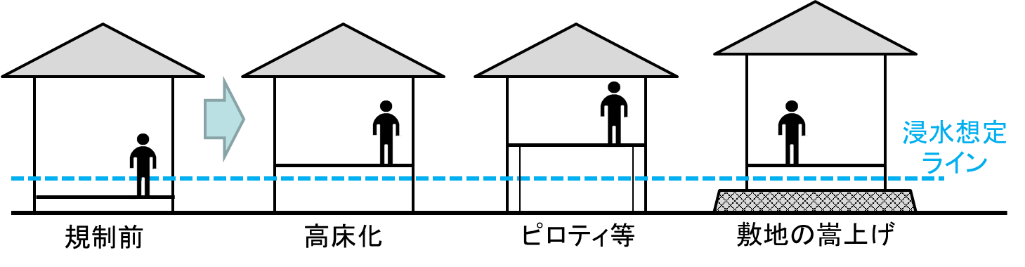 浸水想定
ライン
規制前
高床化
ピロティ等
敷地の嵩上げ